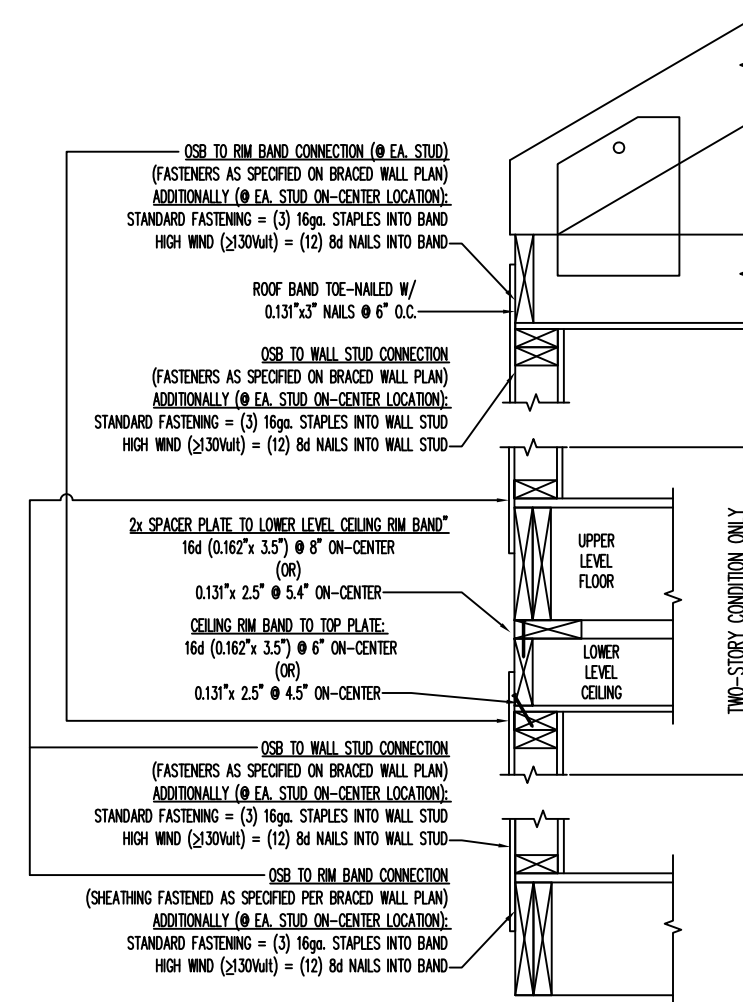 OSB TO RIM BAND CONNECTION (@ EA. STUD)
(FASTENERS AS SPECIFIED ON BRACED WALL PLAN)
ADDITIONALLY (@ EA. STUD ON-CENTER LOCATION):
STANDARD FASTENING = (3) 16ga. STAPLES INTO BAND
HIGH WIND (≥130Vult) = (12) 8d NAILS INTO BAND
ROOF BAND TOE-NAILED W/
0.131"x3" NAILS @ 6" O.C.
OSB TO WALL STUD CONNECTION
(FASTENERS AS SPECIFIED ON BRACED WALL PLAN)
ADDITIONALLY (@ EA. STUD ON-CENTER LOCATION):
STANDARD FASTENING = (3) 16ga. STAPLES INTO WALL STUD
HIGH WIND (≥130Vult) = (12) 8d NAILS INTO WALL STUD
2x SPACER PLATE TO LOWER LEVEL CEILING RIM BAND"
16d (0.162"x 3.5") @ 8" ON-CENTER
(OR)
0.131"x 2.5" @ 5.4" ON-CENTER
CEILING RIM BAND TO TOP PLATE:
16d (0.162"x 3.5") @ 6" ON-CENTER
(OR)
0.131"x 2.5" @ 4.5" ON-CENTER
UPPER
LEVEL
FLOOR
LOWER
LEVEL
CEILING
TWO-STORY CONDITION ONLY
OSB TO WALL STUD CONNECTION
(FASTENERS AS SPECIFIED ON BRACED WALL PLAN)
ADDITIONALLY (@ EA. STUD ON-CENTER LOCATION):
STANDARD FASTENING = (3) 16ga. STAPLES INTO WALL STUD
HIGH WIND (≥130Vult) = (12) 8d NAILS INTO WALL STUD
OSB TO RIM BAND CONNECTION
(SHEATHING FASTENED AS SPECIFIED PER BRACED WALL PLAN)
ADDITIONALLY (@ EA. STUD ON-CENTER LOCATION):
STANDARD FASTENING = (3) 16ga. STAPLES INTO BAND
HIGH WIND (≥130Vult) = (12) 8d NAILS INTO BAND